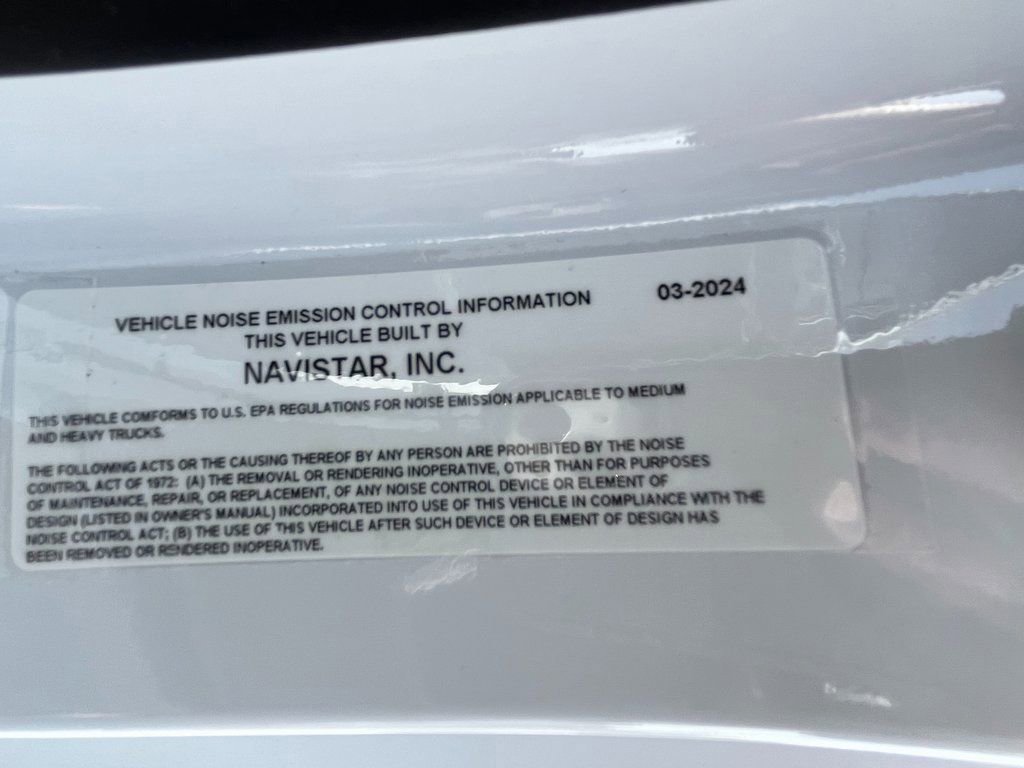 VEHICLE NOISE EMISSION CONTROL INFORMATION 03-2024
THIS VEHICLE BUILT BY
NAVISTAR, INC.
THIS VEHICLE COMFORMS TO U.S. EPA REGULATIONS FOR NOISE EMISSION APPLICABLE TO MEDIUM
AND HEAVY TRUCKS.
THE FOLLOWING ACTS OR THE CAUSING THEREOF BY ANY PERSON ARE PROHIBITED BY THE NOISE
CONTROL ACT OF 1972: (A) THE REMOVAL OR RENDERING INOPERATIVE, OTHER THAN FOR PURPOSES
OF MAINTENANCE, REPAIR, OR REPLACEMENT, OF ANY NOISE CONTROL DEVICE OR ELEMENT OF
DESIGN (LISTED IN OWNER'S MANUAL) INCORPORATED INTO USE OF THIS VEHICLE IN COMPLIANCE WITH THE
NOISE CONTROL ACT; (B) THE USE OF THIS VEHICLE AFTER SUCH DEVICE OR ELEMENT OF DESIGN HAS
BEEN REMOVED OR RENDERED INOPERATIVE.